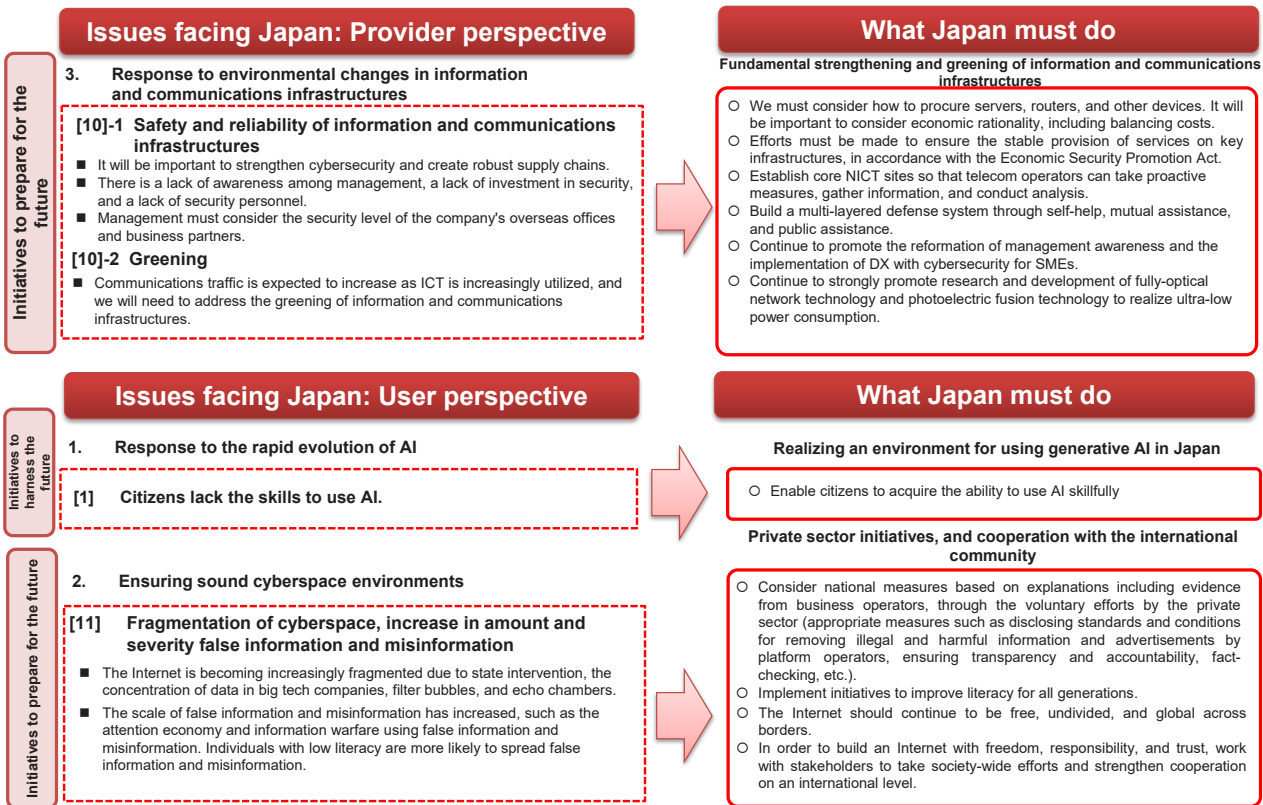 Issues facing Japan: Provider perspective
What Japan must do
Initiatives to prepare for the
future
3. Response to environmental changes in information
and communications infrastructures
[10]-1 Safety and reliability of information and communications
infrastructures
■ It will be important to strengthen cybersecurity and create robust supply chains.
■ There is a lack of awareness among management, a lack of investment in security,
and a lack of security personnel.
■ Management must consider the security level of the company's overseas offices
and business partners.
[10]-2 Greening
■ Communications traffic is expected to increase as ICT is increasingly utilized, and
we will need to address the greening of information and communications
infrastructures.
Fundamental strengthening and greening of information and communications
infrastructures
○ We must consider how to procure servers, routers, and other devices. It will
be important to consider economic rationality, including balancing costs.
○ Efforts must be made to ensure the stable provision of services on key
infrastructures, in accordance with the Economic Security Promotion Act.
○ Establish core NICT sites so that telecom operators can take proactive
measures, gather information, and conduct analysis.
○ Build a multi-layered defense system through self-help, mutual assistance,
and public assistance.
○ Continue to promote the reformation of management awareness and the
implementation of DX with cybersecurity for SMEs.
○ Continue to strongly promote research and development of fully-optical
network technology and photoelectric fusion technology to realize ultra-low
power consumption.
Issues facing Japan: User perspective
What Japan must do
Initiatives to
harness the
future
1. Response to the rapid evolution of AI
[1] Citizens lack the skills to use AI.
Realizing an environment for using generative AI in Japan
○ Enable citizens to acquire the ability to use AI skillfully
Initiatives to prepare for the future
2. Ensuring sound cyberspace environments
[11] Fragmentation of cyberspace, increase in amount and
severity false information and misinformation
■ The Internet is becoming increasingly fragmented due to state intervention, the
concentration of data in big tech companies, filter bubbles, and echo chambers.
■ The scale of false information and misinformation has increased, such as the
attention economy and information warfare using false information and
misinformation. Individuals with low literacy are more likely to spread false
information and misinformation.
Private sector initiatives, and cooperation with the international
community
○ Consider national measures based on explanations including evidence
from business operators, through the voluntary efforts by the private
sector (appropriate measures such as disclosing standards and conditions
for removing illegal and harmful information and advertisements by
platform operators, ensuring transparency and accountability, fact-
checking, etc.).
○ Implement initiatives to improve literacy for all generations.
○ The Internet should continue to be free, undivided, and global across
borders.
○ In order to build an Internet with freedom, responsibility, and trust, work
with stakeholders to take society-wide efforts and strengthen cooperation
on an international level.